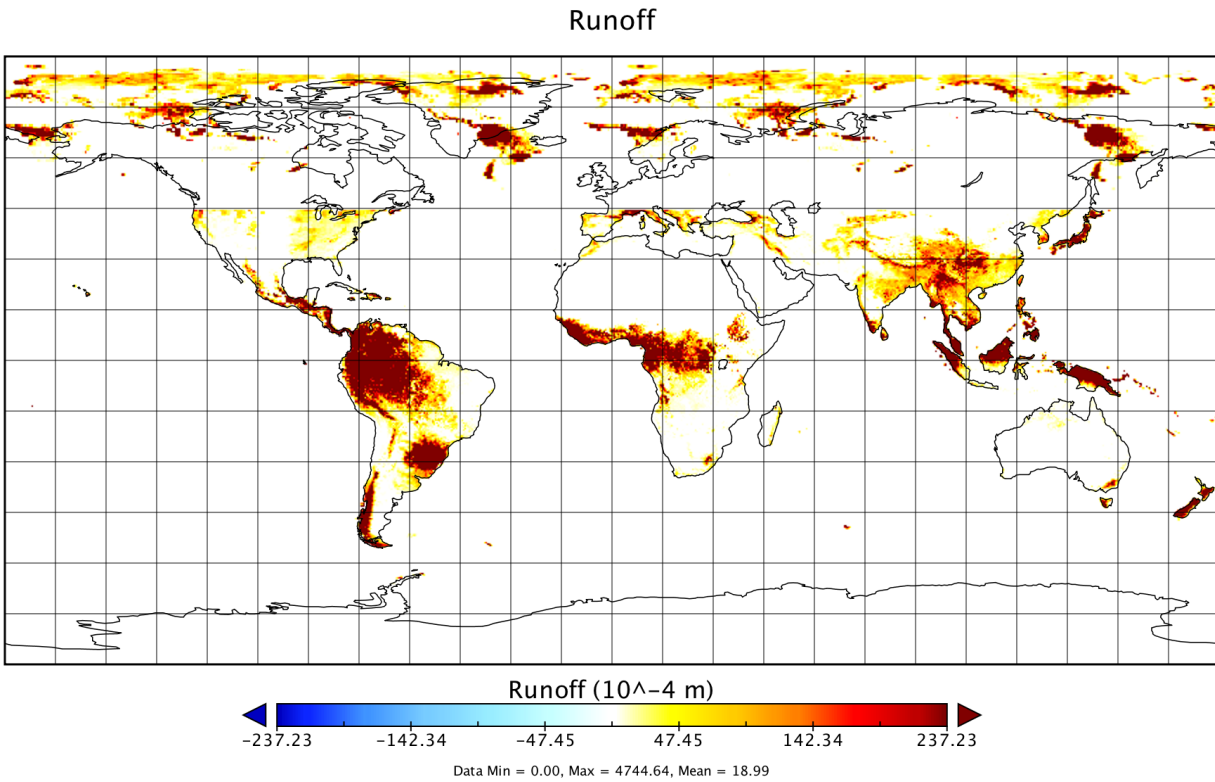 Runoff
Runoff (10^−4 m)
−237.23 −142.34 −47.45 47.45 142.34 237.23
Data Min = 0.00, Max = 4744.64, Mean = 18.99